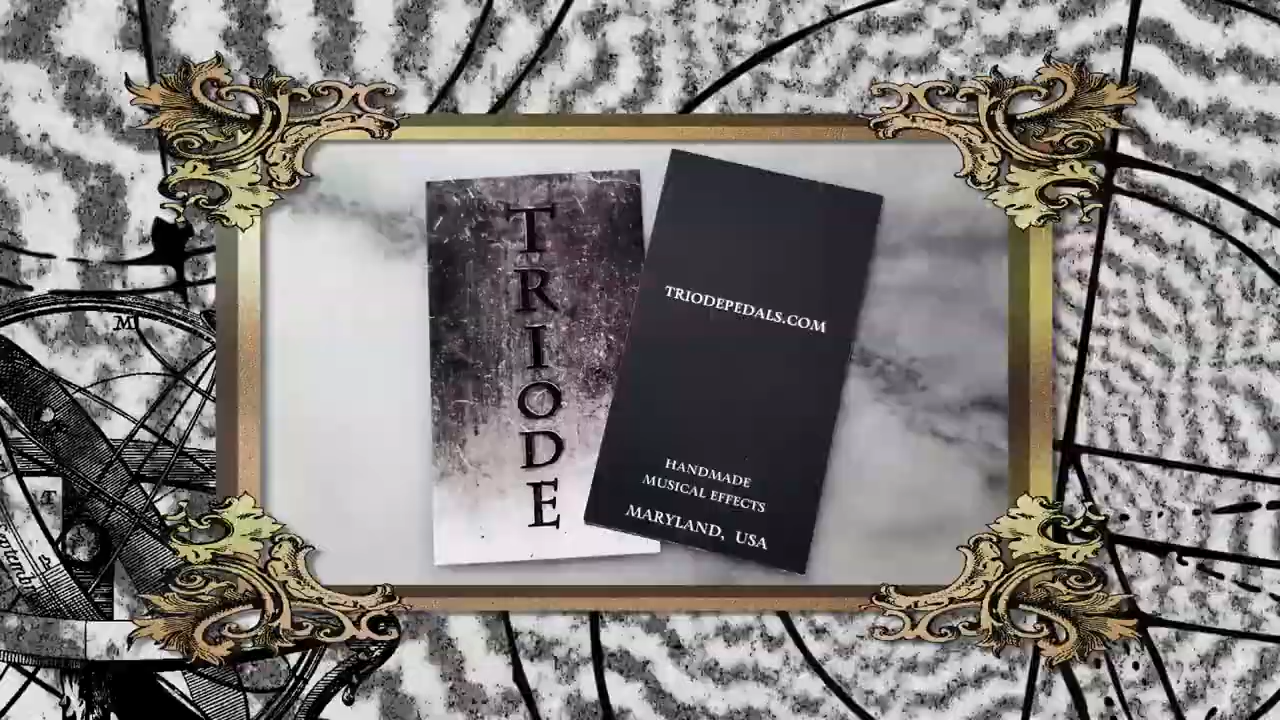 TRIODE
TRIODEPEDALS.COM
HANDMADE
MUSICAL EFFECTS
MARYLAND, USA
M
T